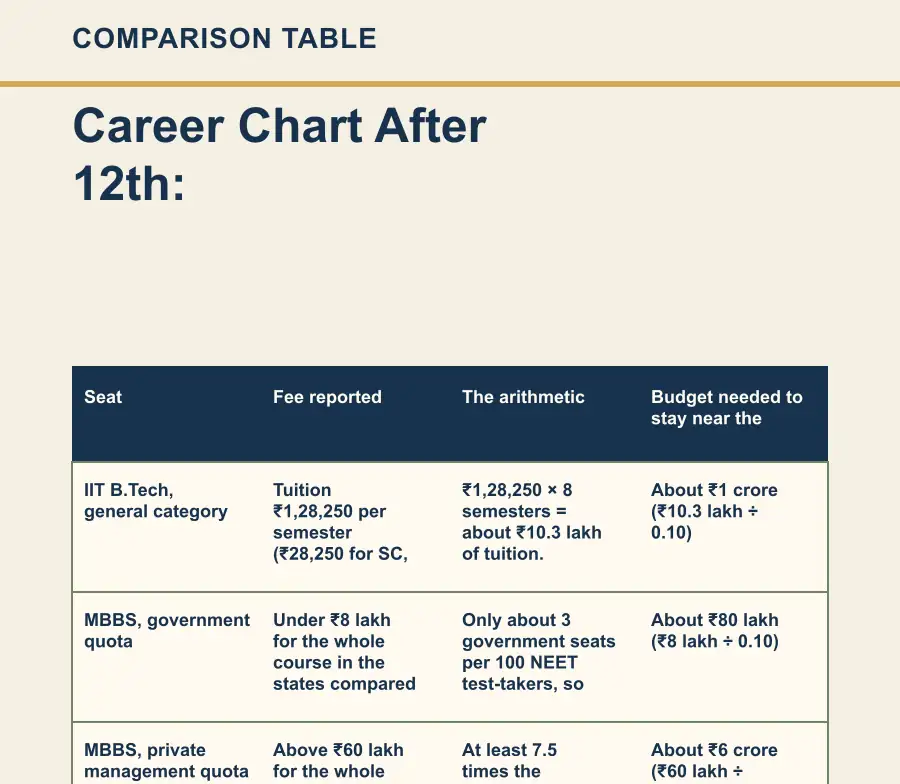 COMPARISON TABLE
Career Chart After
12th:
Seat
Fee reported
The arithmetic
Budget needed to
stay near the
IIT B.Tech,
general category
Tuition
₹1,28,250 per
semester
(₹28,250 for SC,
₹1,28,250 × 8
semesters =
about ₹10.3 lakh
of tuition.
About ₹1 crore
(₹10.3 lakh ÷
0.10)
MBBS, government
quota
Under ₹8 lakh
for the whole
course in the
states compared
Only about 3
government seats
per 100 NEET
test-takers, so
About ₹80 lakh
(₹8 lakh ÷ 0.10)
MBBS, private
management quota
Above ₹60 lakh
for the whole
At least 7.5
times the
About ₹6 crore
(₹60 lakh ÷